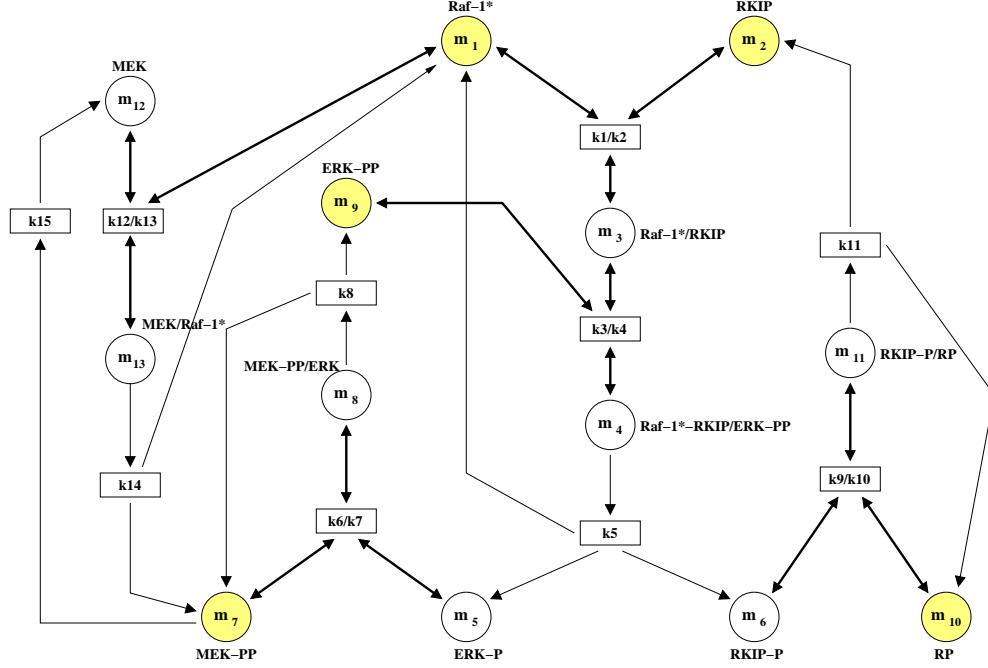 Raf−1*
RKIP
m 1
m 2
MEK
m 12
k1/k2
ERK−PP
m 9
k15
k12/k13
m 3
Raf−1*/RKIP
k11
k8
MEK/Raf−1*
k3/k4
m 13
MEK−PP/ERK
m 11
RKIP−P/RP
m 8
m 4
Raf−1*−RKIP/ERK−PP
k14
k9/k10
k6/k7
k5
m 7
m 5
m 6
m 10
MEK−PP
ERK−P
RKIP−P
RP